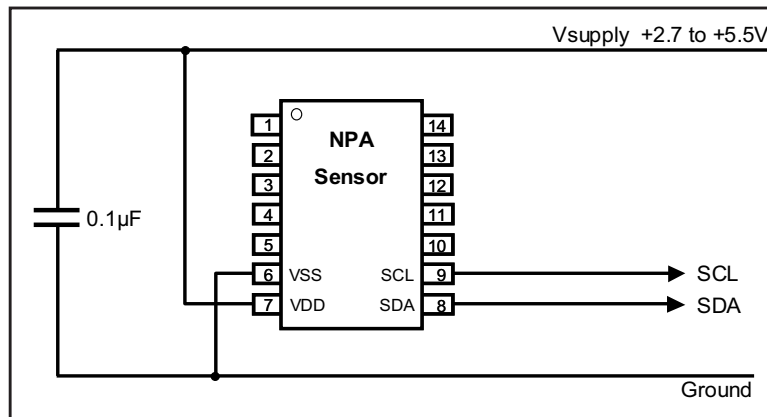 Vsupply +2.7 to +5.5V
1 14
NPA
2 13
Sensor
3 12
4 11
0.1µF
5 10
6 VSS SCL 9 SCL
7 VDD SDA 8 SDA
Ground